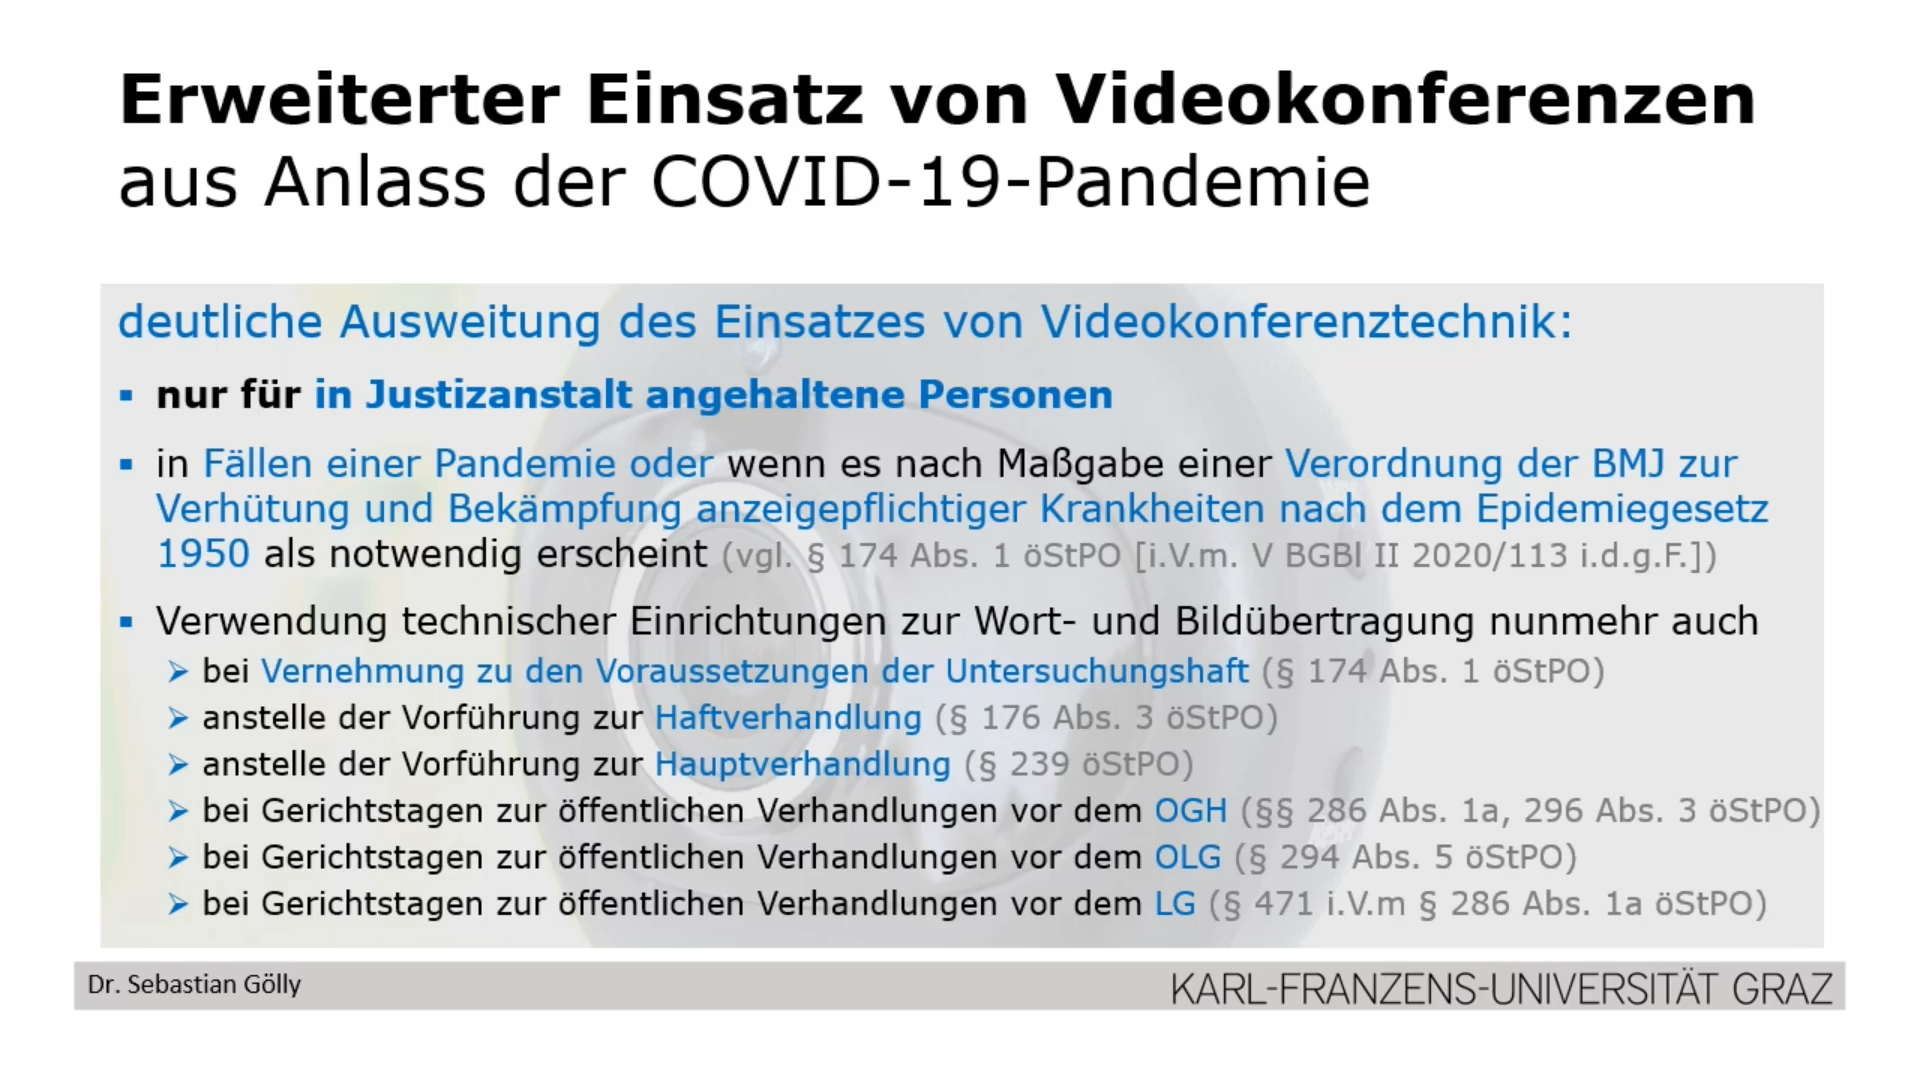 Erweiterter Einsatz von Videokonferenzen
aus Anlass der COVID-19-Pandemie
deutliche Ausweitung des Einsatzes von Videokonferenztechnik:
▪ nur für in Justizanstalt angehaltene Personen
▪ in Fällen einer Pandemie oder wenn es nach Maßgabe einer Verordnung der BMJ zur
Verhütung und Bekämpfung anzeigepflichtiger Krankheiten nach dem Epidemiegesetz
1950 als notwendig erscheint (vgl. § 174 Abs. 1 öStPO [i.V.m. V BGBl II 2020/113 i.d.g.F.])
▪ Verwendung technischer Einrichtungen zur Wort- und Bildübertragung nunmehr auch
➢ bei Vernehmung zu den Voraussetzungen der Untersuchungshaft (§ 174 Abs. 1 öStPO)
➢ anstelle der Vorführung zur Haftverhandlung (§ 176 Abs. 3 öStPO)
➢ anstelle der Vorführung zur Hauptverhandlung (§ 239 öStPO)
➢ bei Gerichtstagen zur öffentlichen Verhandlungen vor dem OGH (§§ 286 Abs. 1a, 296 Abs. 3 öStPO)
➢ bei Gerichtstagen zur öffentlichen Verhandlungen vor dem OLG (§ 294 Abs. 5 öStPO)
➢ bei Gerichtstagen zur öffentlichen Verhandlungen vor dem LG (§ 471 i.V.m § 286 Abs. 1a öStPO)
Dr. Sebastian Gölly
KARL-FRANZENS-UNIVERSITÄT GRAZ